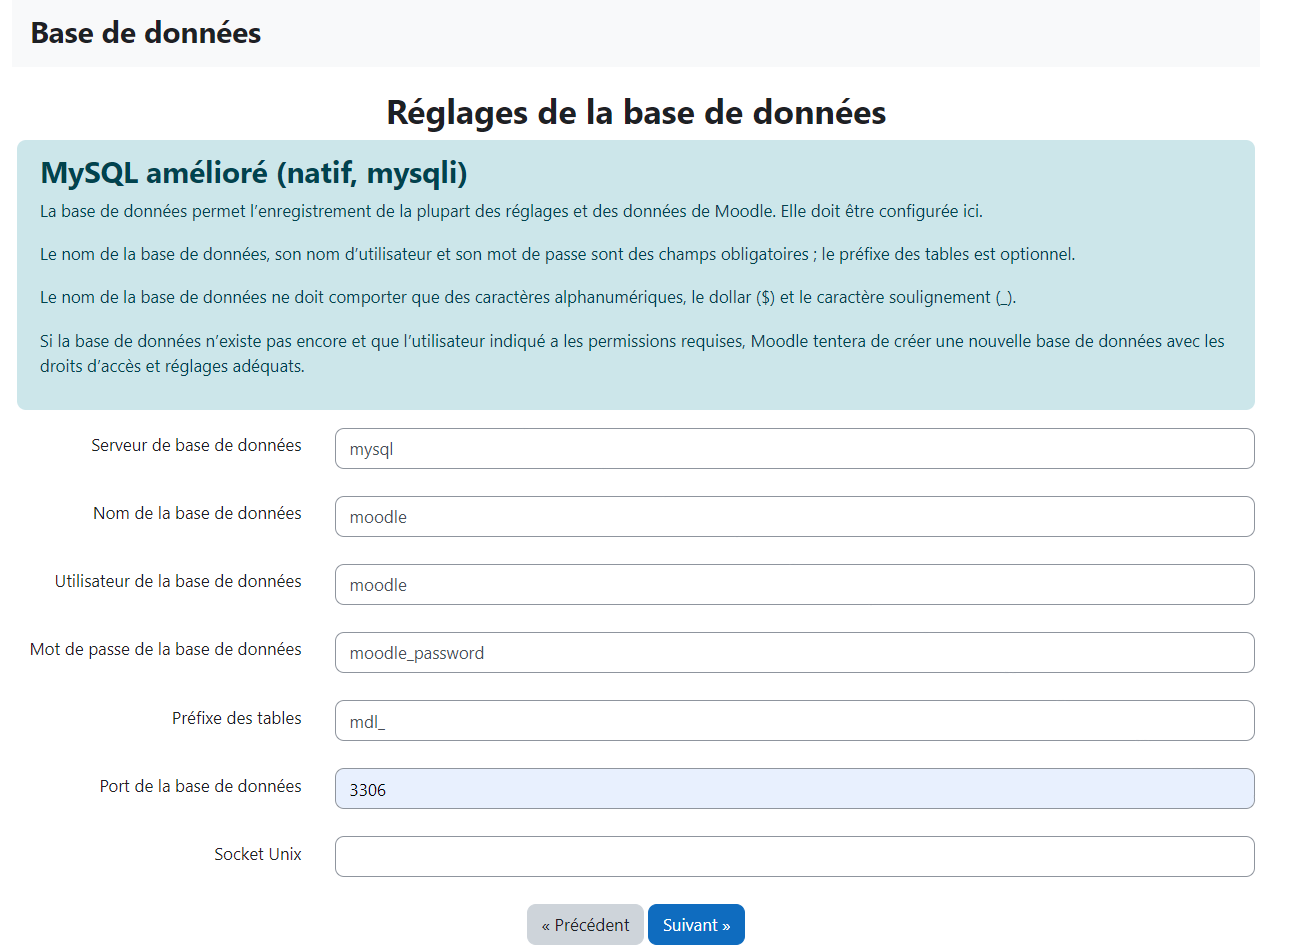 Base de données
Réglages de la base de données
MySQL amélioré (natif, mysqli)
La base de données permet l’enregistrement de la plupart des réglages et des données de Moodle. Elle doit être configurée ici.
Le nom de la base de données, son nom d’utilisateur et son mot de passe sont des champs obligatoires ; le préfixe des tables est optionnel.
Le nom de la base de données ne doit comporter que des caractères alphanumériques, le dollar ($) et le caractère soulignement (_).
Si la base de données n’existe pas encore et que l’utilisateur indiqué a les permissions requises, Moodle tentera de créer une nouvelle base de données avec les
droits d’accès et réglages adéquats.
Serveur de base de données mysql
Nom de la base de données moodle
Utilisateur de la base de données moodle
Mot de passe de la base de données moodle_password
Préfixe des tables mdl_
Port de la base de données 3306
Socket Unix
« Précédent Suivant »